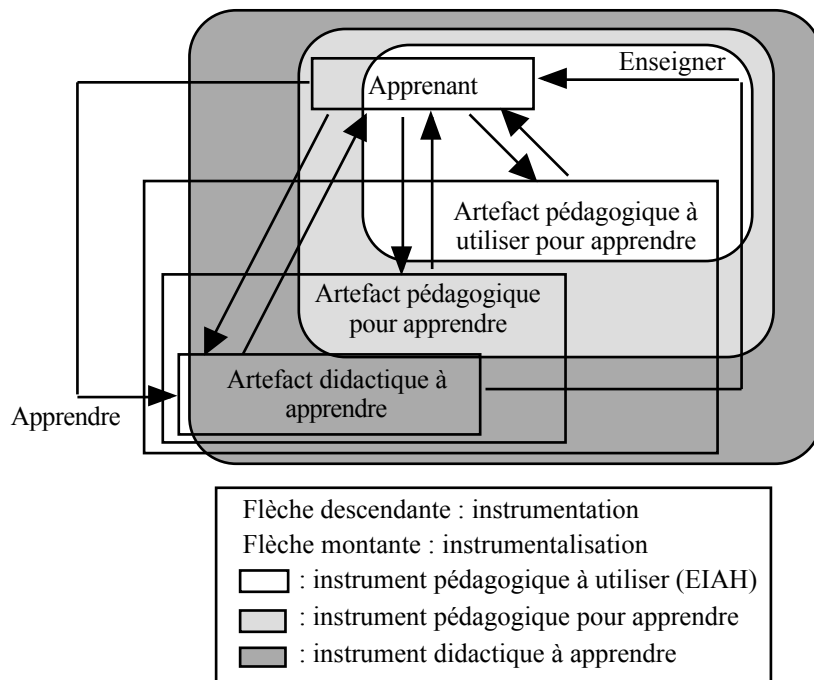 Enseigner
Apprenant
Artefact pédagogique à
utiliser pour apprendre
Artefact pédagogique
pour apprendre
Artefact didactique à
apprendre
Apprendre
Flèche descendante : instrumentation
Flèche montante : instrumentalisation
: instrument pédagogique à utiliser (EIAH)
: instrument pédagogique pour apprendre
: instrument didactique à apprendre